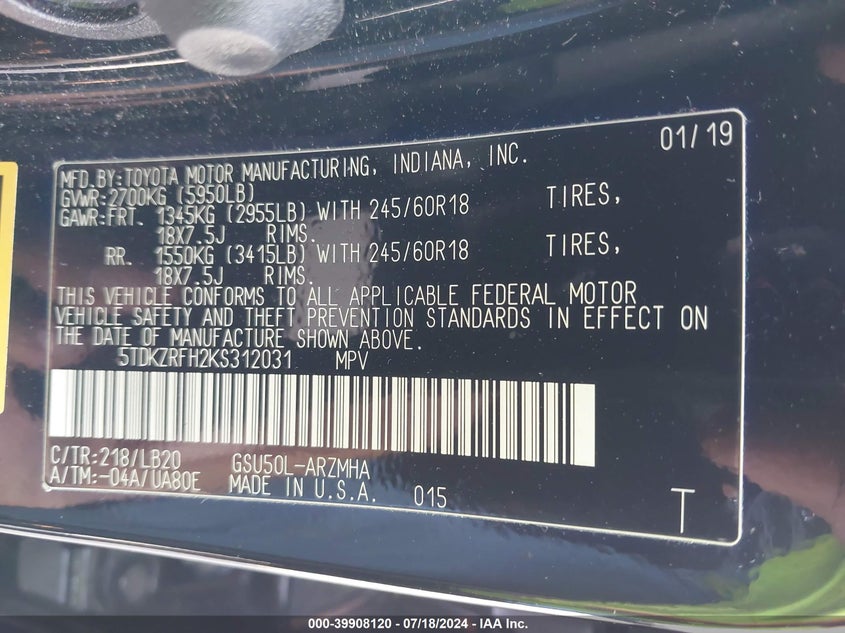 01/19
MFD.BY:TOYOTA MOTOR MANUFACTURING, INDIANA, INC.
GVWR:2700KG (5950LB)
GAWR:FRT. 1345KG (2955LB) WITH 245/60R18 TIRES,
18X7.5J RIMS.
RR. 1550KG (3415LB) WITH 245/60R18 TIRES,
18X7.5J RIMS.
THIS VEHICLE CONFORMS TO ALL APPLICABLE FEDERAL MOTOR
VEHICLE SAFETY AND THEFT PREVENTION STANDARDS IN EFFECT ON
THE DATE OF MANUFACTURE SHOWN ABOVE.
5TDKZRFH2KS312031 MPV
C/TR:218/LB20 GSU50L-ARZMHA
A/TM:-04A/UA80E MADE IN U.S.A. 015
T
000-39908120 - 07/18/2024 - IAA Inc.